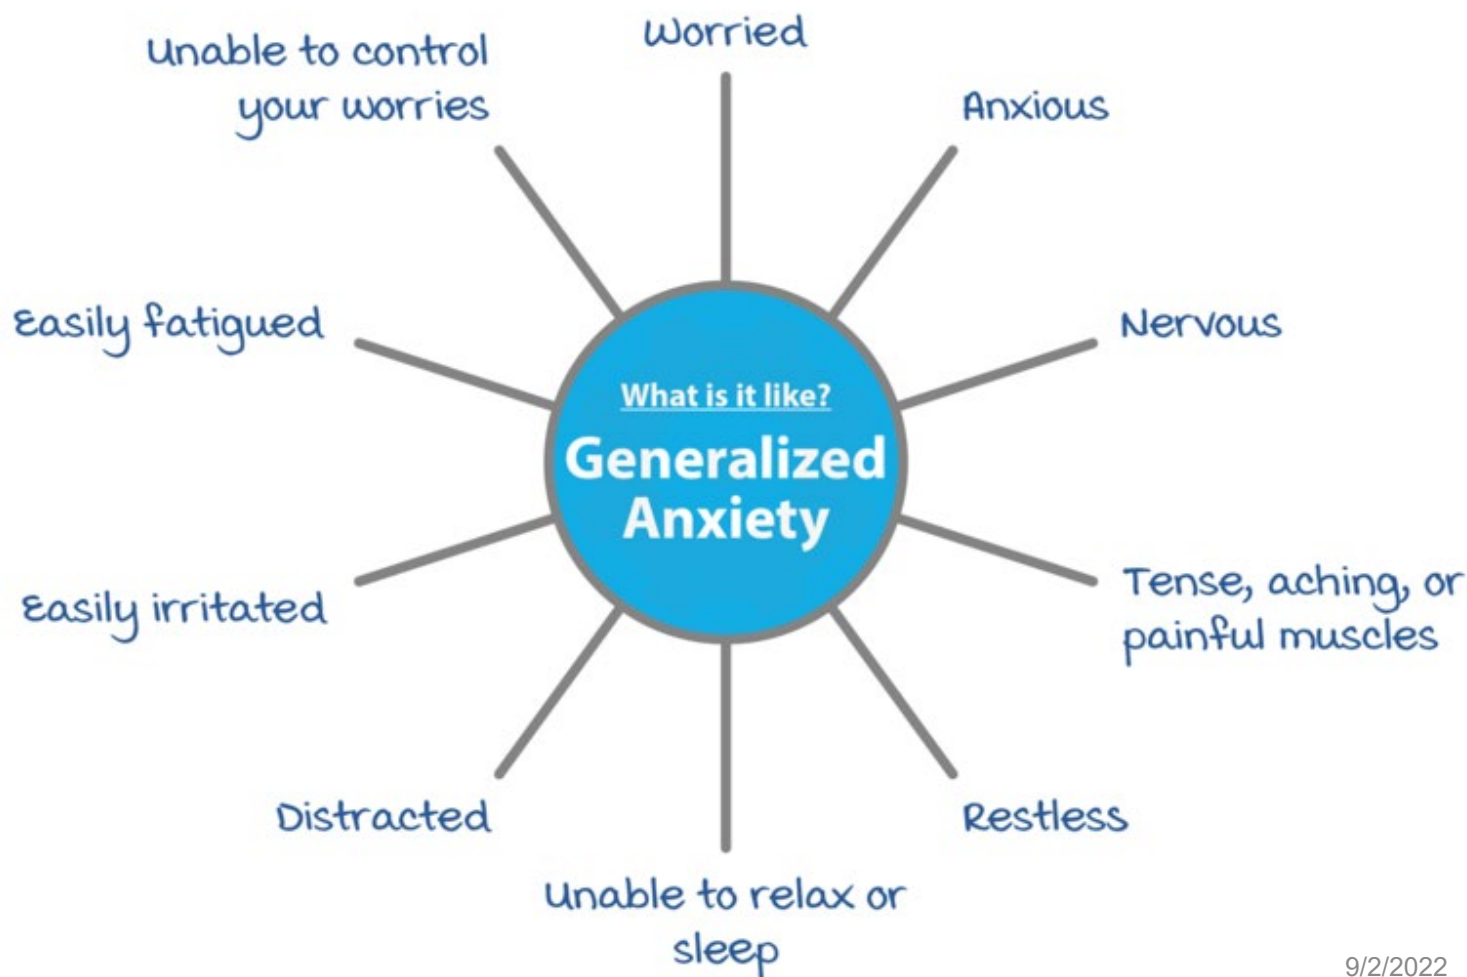 Worried
Unable to control
your worries
Anxious
Easily fatigued
Nervous
What is it like?
Generalized
Anxiety
Easily irritated
Tense, aching, or
painful muscles
Distracted
Restless
Unable to relax or
sleep
9/2/2022